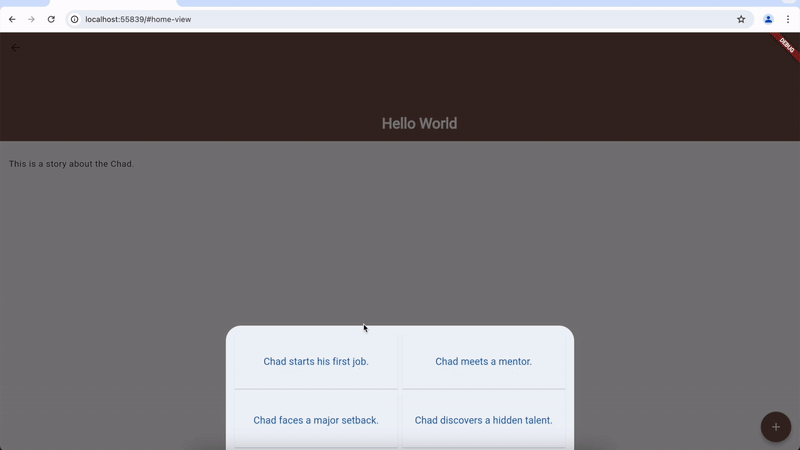 localhost:55839/#home-view
DEBUG
Hello World
This is a story about the Chad.
Chad starts his first job.
Chad meets a mentor.
Chad faces a major setback.
Chad discovers a hidden talent.